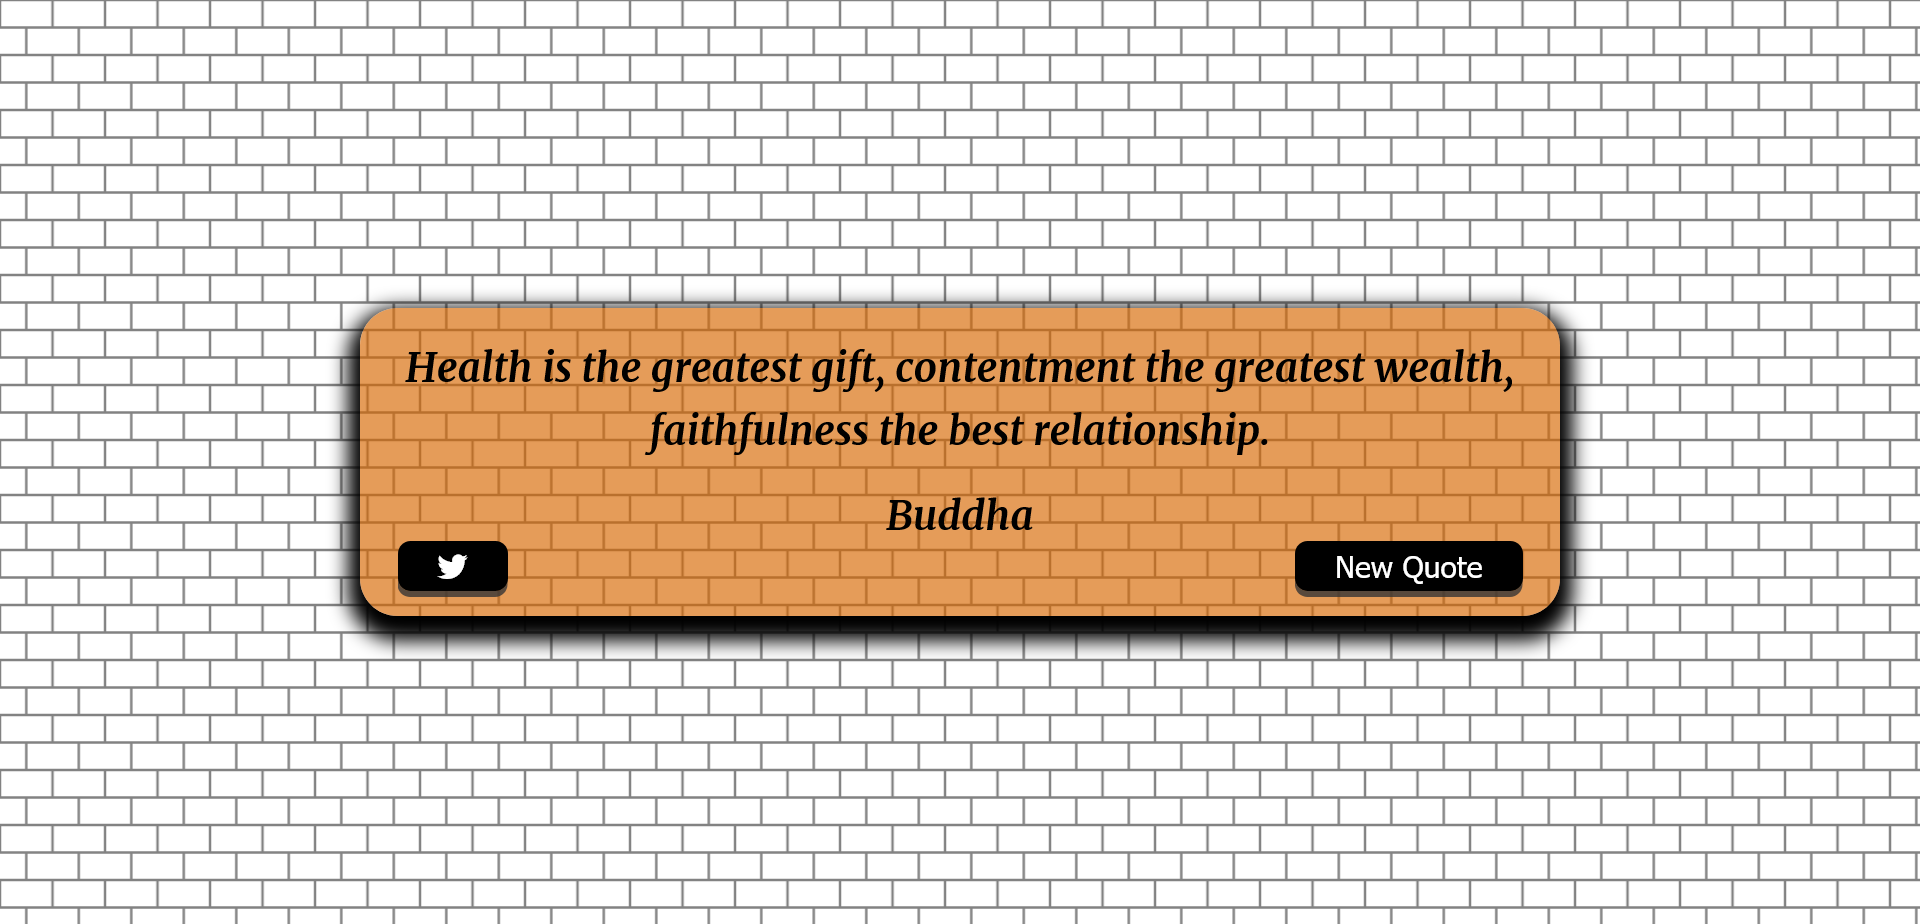 Health is the greatest gift, contentment the greatest wealth,
faithfulness the best relationship.
Buddha
New Quote